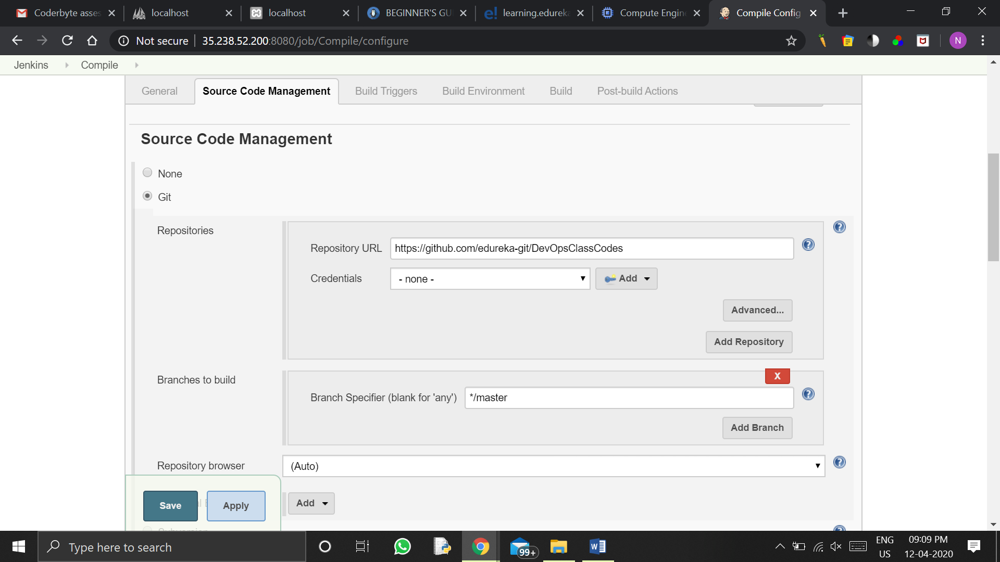 Coderbyte asses
localhost
localhost
BEGINNER'S GU
e! learning.edureka
Compute Engin
Compile Config
Not secure 35.238.52.200:8080/job/Compile/configure
N
Jenkins Compile
General Source Code Management Build Triggers Build Environment Build Post-build Actions
Source Code Management
None
Git
Repositories
Repository URL https://github.com/edureka-git/DevOpsClassCodes
Credentials - none - Add
Advanced...
Add Repository
Branches to build
X
Branch Specifier (blank for 'any') */master
Add Branch
Repository browser (Auto)
Save Apply Add
Subversion
Type here to search
99+
W
ENG
US
09:09 PM
12-04-2020